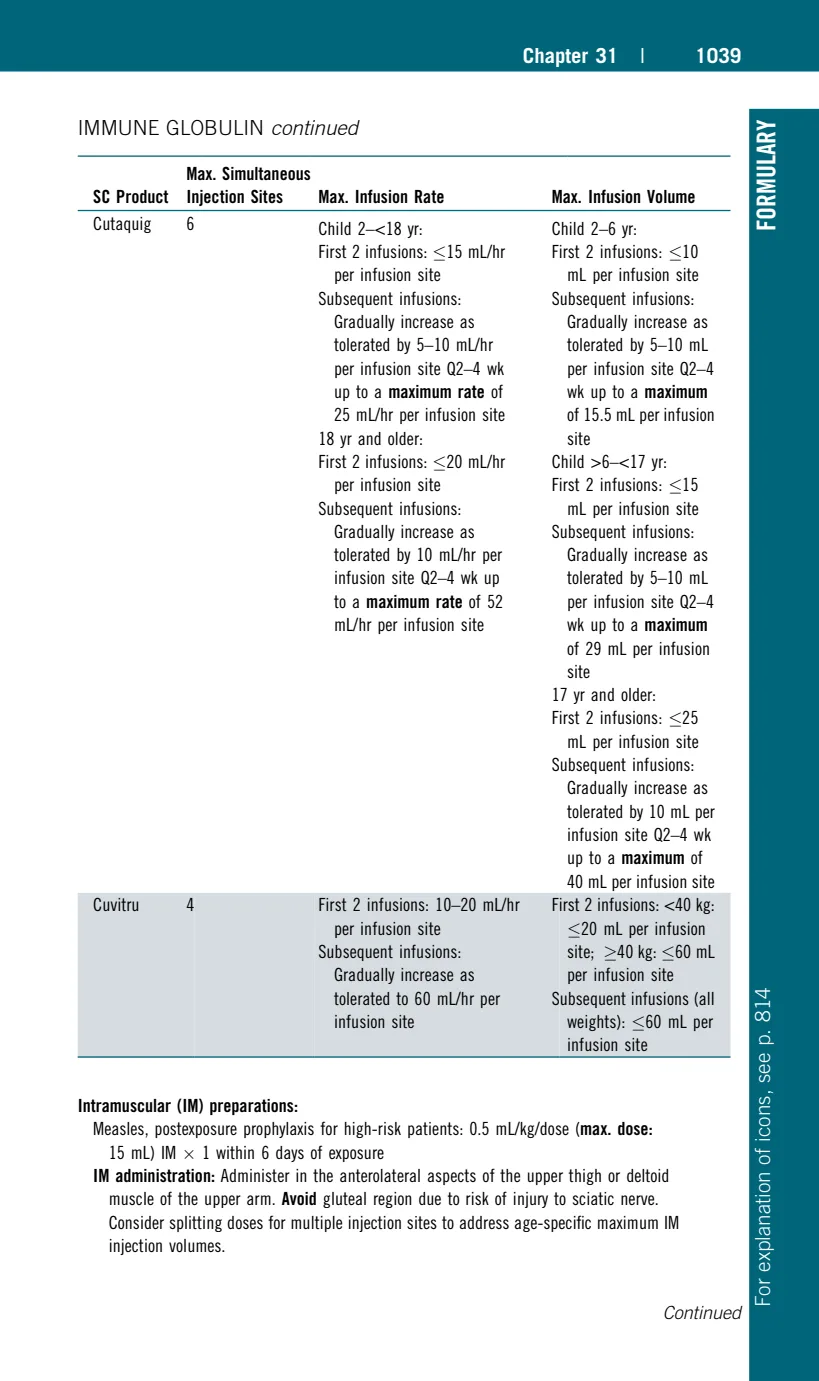 Chapter 31 | 1039
IMMUNE GLOBULIN continued
SC Product
Max. Simultaneous
Injection Sites
Max. Infusion Rate
Max. Infusion Volume
Cutaquig
6
Child 2–<18 yr:
First 2 infusions: ≤15 mL/hr
per infusion site
Subsequent infusions:
Gradually increase as
tolerated by 5–10 mL/hr
per infusion site Q2–4 wk
up to a maximum rate of
25 mL/hr per infusion site
18 yr and older:
First 2 infusions: ≤20 mL/hr
per infusion site
Subsequent infusions:
Gradually increase as
tolerated by 10 mL/hr per
infusion site Q2–4 wk up
to a maximum rate of 52
mL/hr per infusion site
Child 2–6 yr:
First 2 infusions: ≤10
mL per infusion site
Subsequent infusions:
Gradually increase as
tolerated by 5–10 mL
per infusion site Q2–4
wk up to a maximum
of 15.5 mL per infusion
site
Child >6–<17 yr:
First 2 infusions: ≤15
mL per infusion site
Subsequent infusions:
Gradually increase as
tolerated by 5–10 mL
per infusion site Q2–4
wk up to a maximum
of 29 mL per infusion
site
17 yr and older:
First 2 infusions: ≤25
mL per infusion site
Subsequent infusions:
Gradually increase as
tolerated by 10 mL per
infusion site Q2–4 wk
up to a maximum of
40 mL per infusion site
Cuvitru
4
First 2 infusions: 10–20 mL/hr
per infusion site
Subsequent infusions:
Gradually increase as
tolerated to 60 mL/hr per
infusion site
First 2 infusions: <40 kg:
≤20 mL per infusion
site; ≥40 kg: ≤60 mL
per infusion site
Subsequent infusions (all
weights): ≤60 mL per
infusion site
Intramuscular (IM) preparations:
Measles, postexposure prophylaxis for high-risk patients: 0.5 mL/kg/dose (max. dose:
15 mL) IM × 1 within 6 days of exposure
IM administration: Administer in the anterolateral aspects of the upper thigh or deltoid
muscle of the upper arm. Avoid gluteal region due to risk of injury to sciatic nerve.
Consider splitting doses for multiple injection sites to address age-specific maximum IM
injection volumes.
Continued
FORMULARY
For explanation of icons, see p. 814